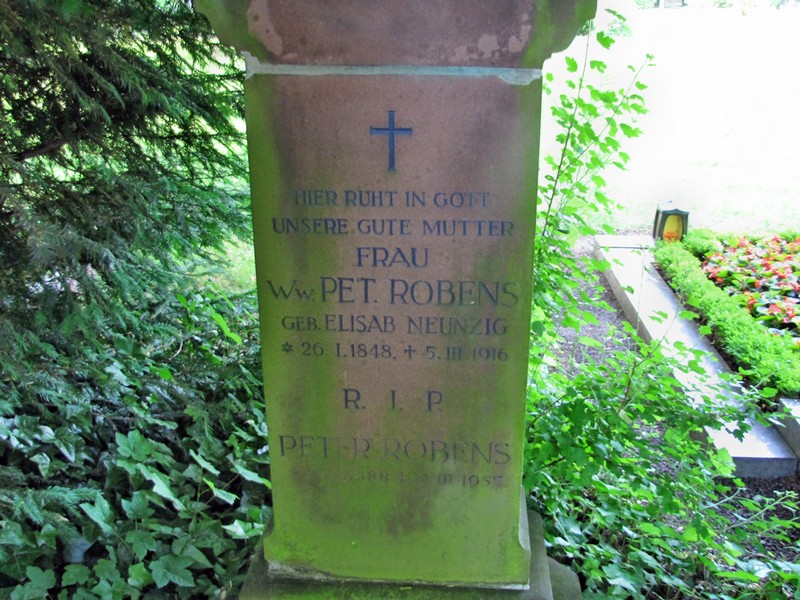 HIER RUHT IN GOTT
UNSERE GUTE MUTTER
FRAU
Ww. PET. ROBENS
GEB. ELISAB NEUNZIG
* 26.I.1848, + 5.III.1916
R. I. P.
PETER ROBENS